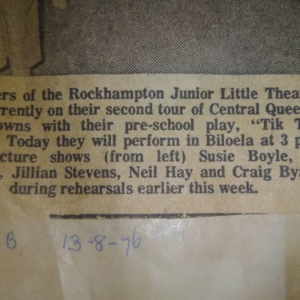 ers of the Rockhampton Junior Little Thea
rrently on their second tour of Central Quee
owns with their pre-school play, "Tik T
Today they will perform in Biloela at 3 p
cture shows (from left) Susie Boyle,
, Jillian Stevens, Neil Hay and Craig Bys
during rehearsals earlier this week.
B 13-8-76